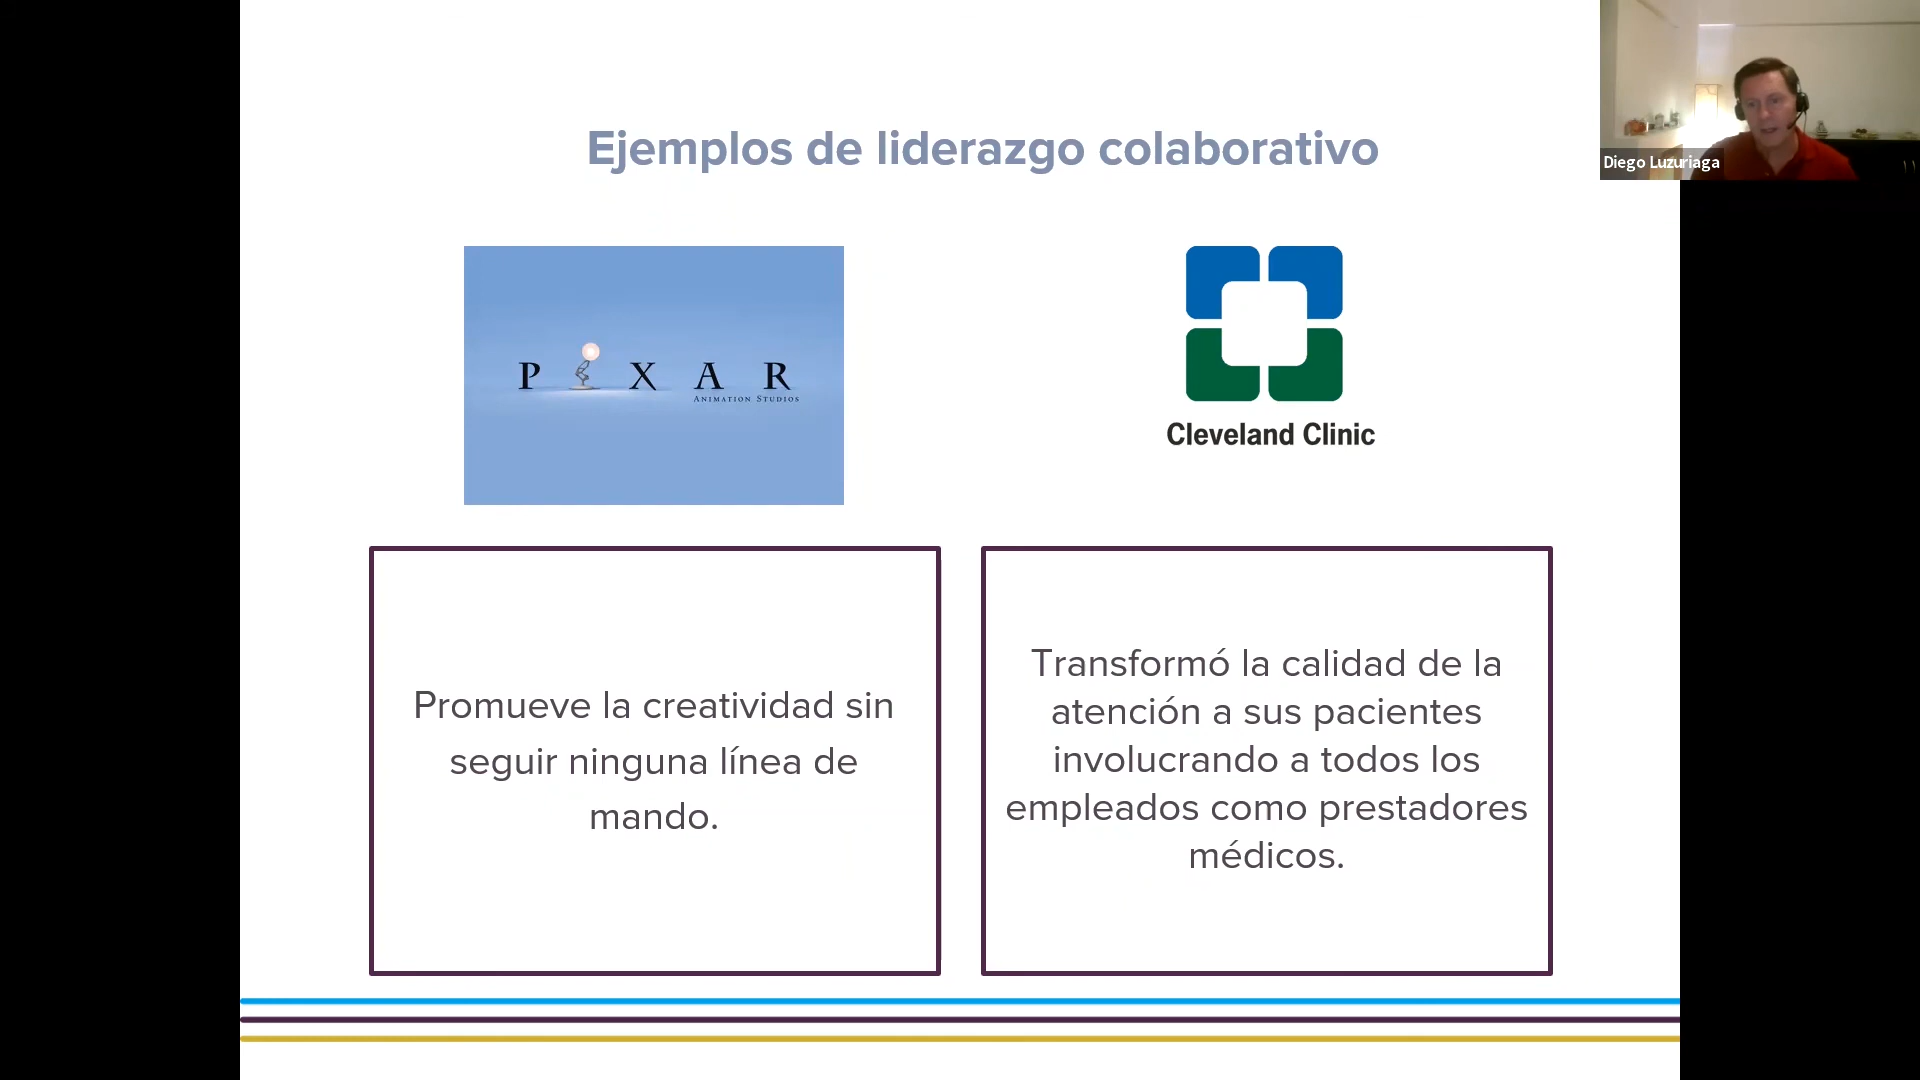 Ejemplos de liderazgo colaborativo
Diego Luzuriaga
P I X A R
ANIMATION STUDIOS
Cleveland Clinic
Promueve la creatividad sin
seguir ninguna línea de
mando.
Transformó la calidad de la
atención a sus pacientes
involucrando a todos los
empleados como prestadores
médicos.